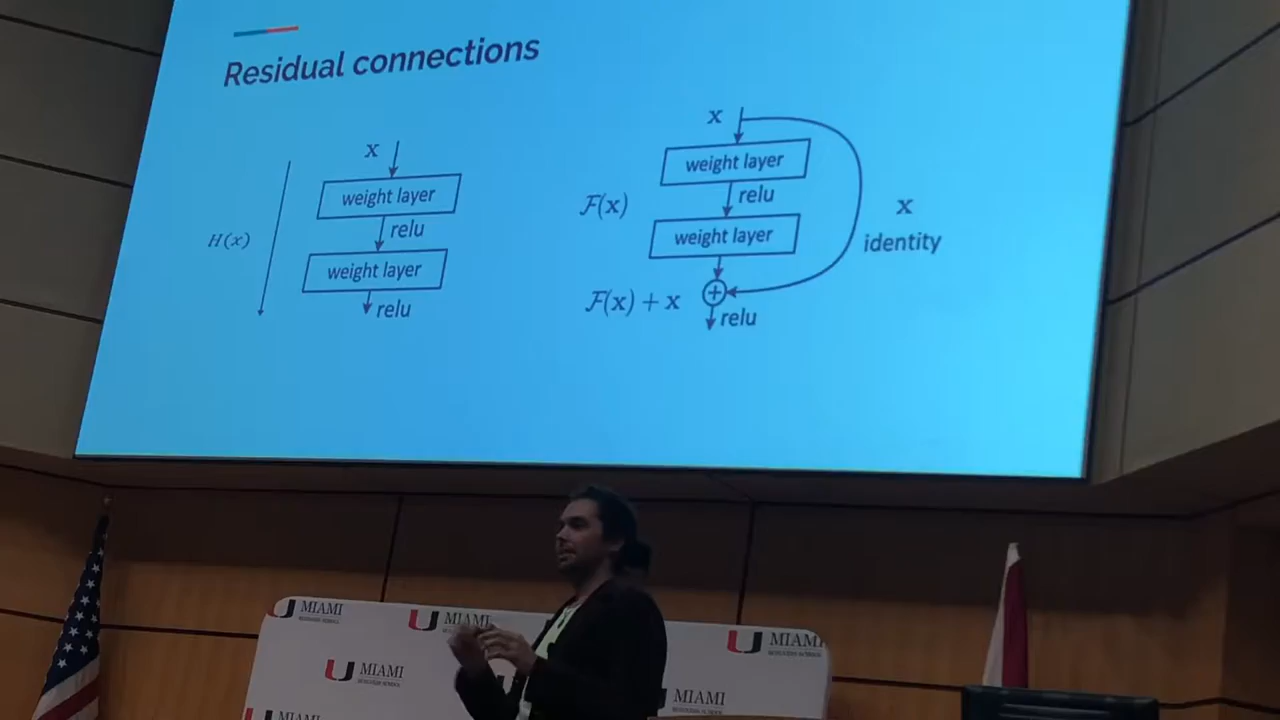 Residual connections
x
weight layer
relu
H(x)
weight layer
relu
x
weight layer
relu
F(x)
weight layer
x
identity
F(x) + x
+
relu
U MIAMI
U MIAMI
U MIAMI
U MIAMI
MIAMI
MIAMI